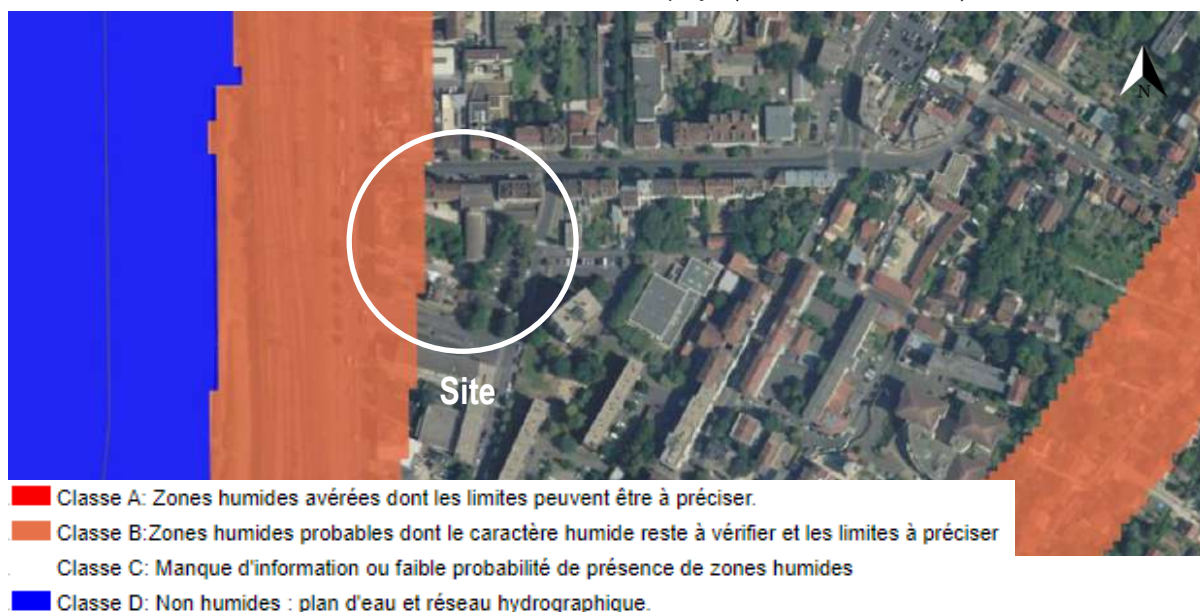 N
Site
Classe A: Zones humides avérées dont les limites peuvent être à préciser.
Classe B:Zones humides probables dont le caractère humide reste à vérifier et les limites à préciser
Classe C: Manque d'information ou faible probabilité de présence de zones humides
Classe D: Non humides : plan d'eau et réseau hydrographique.